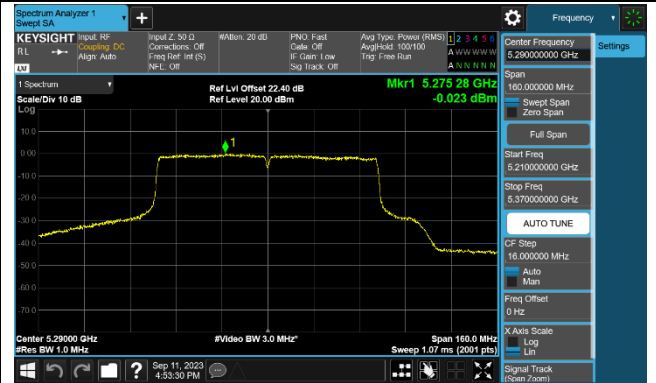 Spectrum Analyzer 1
Swept SA
Frequency
KEYSIGHT
RL
LXI
Input: RF
Coupling: DC
Align: Auto
Input Z: 50 Ω
Corrections: Off
Freq Ref: Int (S)
NFE: Off
#Atten: 20 dB
PNO: Fast
Gate: Off
IF Gain: Low
Sig Track: Off
Avg Type: Power (RMS)
Avg|Hold: 100/100
Trig: Free Run
1 2 3 4 5 6
A W W W W W
A N N N N N
1 Spectrum
Scale/Div 10 dB
Log
Ref Lvl Offset 22.40 dB
Ref Level 20.00 dBm
Mkr1 5.275 28 GHz
-0.023 dBm
1
10.0
0.00
-10.0
-20.0
-30.0
-40.0
-50.0
-60.0
-70.0
Center 5.29000 GHz
#Res BW 1.0 MHz
#Video BW 3.0 MHz*
Span 160.0 MHz
Sweep 1.07 ms (2001 pts)
Sep 11, 2023
4:53:30 PM
Center Frequency
5.290000000 GHz
Settings
Span
160.000000 MHz
Swept Span
Zero Span
Full Span
Start Freq
5.210000000 GHz
Stop Freq
5.370000000 GHz
AUTO TUNE
CF Step
16.000000 MHz
Auto
Man
Freq Offset
0 Hz
X Axis Scale
Log
Lin
Signal Track
(Span Zoom)